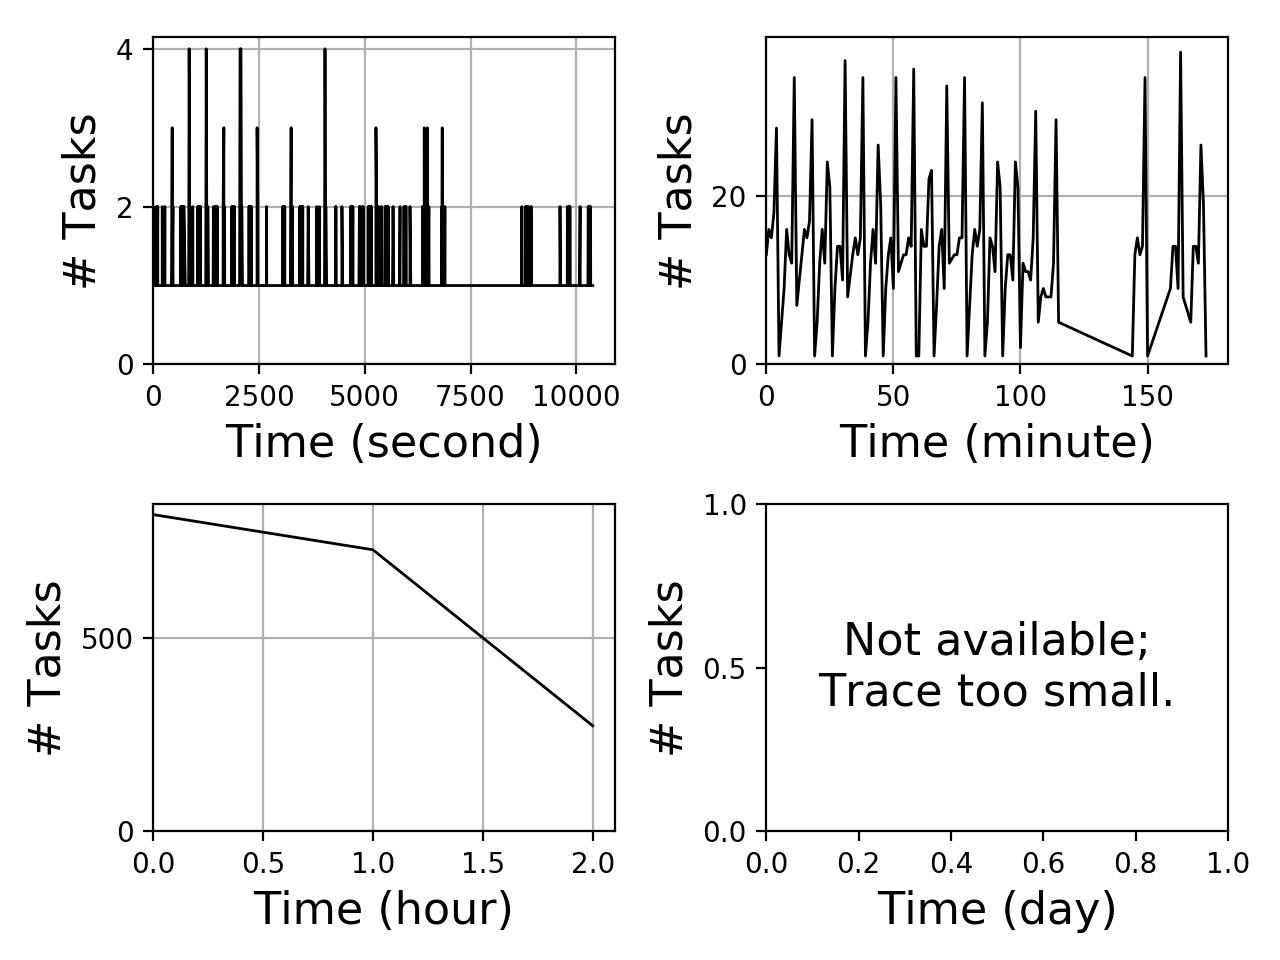 4
2
0
# Tasks
0 2500 5000 7500 10000
Time (second)
20
0
# Tasks
0 50 100 150
Time (minute)
500
0
# Tasks
0.0 0.5 1.0 1.5 2.0
Time (hour)
1.0
0.5
0.0
# Tasks
Not available;
Trace too small.
0.0 0.2 0.4 0.6 0.8 1.0
Time (day)